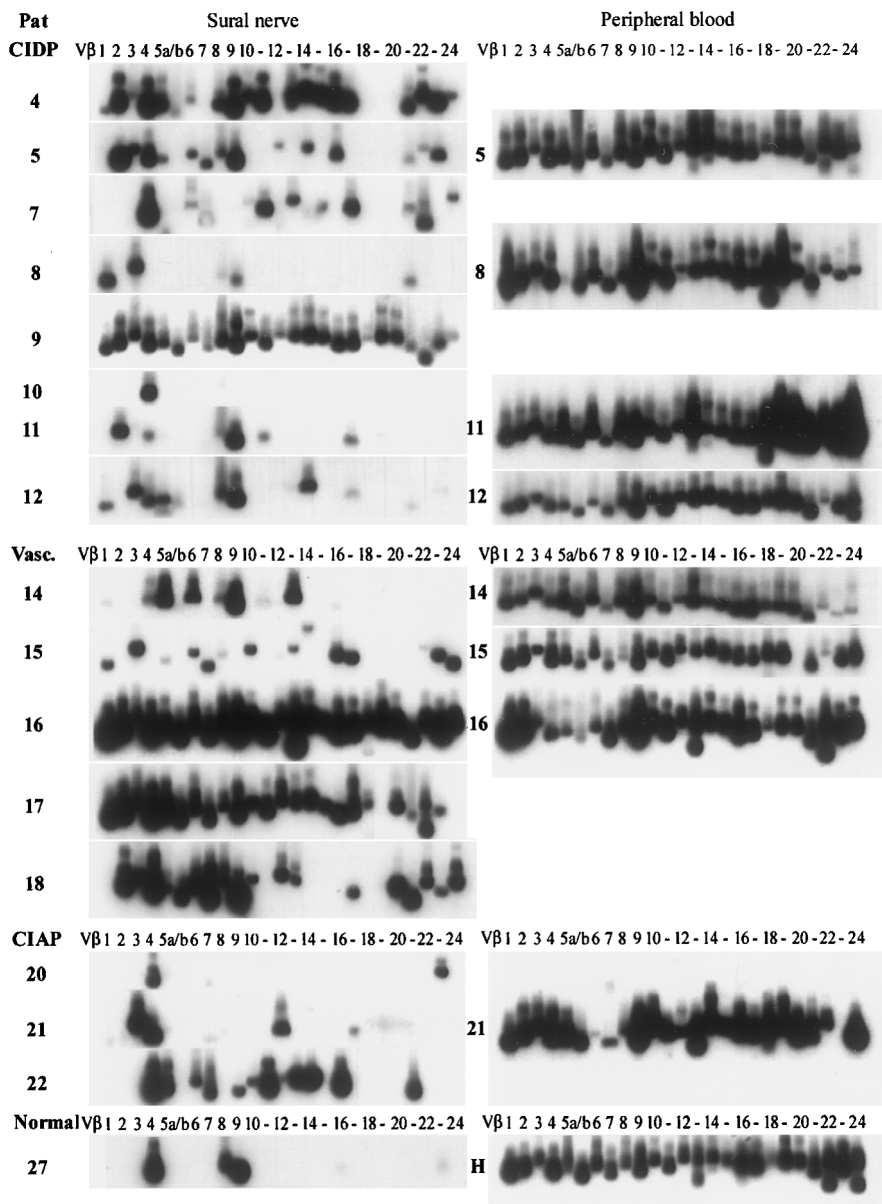 Pat Sural nerve Peripheral blood
CIDP Vβ 1 2 3 4 5a/b 6 7 8 9 10 - 12 - 14 - 16 - 18 - 20 - 22 - 24 Vβ 1 2 3 4 5a/b 6 7 8 9 10 - 12 - 14 - 16 - 18 - 20 - 22 - 24
4
5 5
7
8 8
9
10
11 11
12 12
Vasc. Vβ 1 2 3 4 5a/b 6 7 8 9 10 - 12 - 14 - 16 - 18 - 20 - 22 - 24 Vβ 1 2 3 4 5a/b 6 7 8 9 10 - 12 - 14 - 16 - 18 - 20 - 22 - 24
14 14
15 15
16 16
17
18
CIAP Vβ 1 2 3 4 5a/b 6 7 8 9 10 - 12 - 14 - 16 - 18 - 20 - 22 - 24 Vβ 1 2 3 4 5a/b 6 7 8 9 10 - 12 - 14 - 16 - 18 - 20 - 22 - 24
20
21 21
22
Normal Vβ 1 2 3 4 5a/b 6 7 8 9 10 - 12 - 14 - 16 - 18 - 20 - 22 - 24 Vβ 1 2 3 4 5a/b 6 7 8 9 10 - 12 - 14 - 16 - 18 - 20 - 22 - 24
27 H